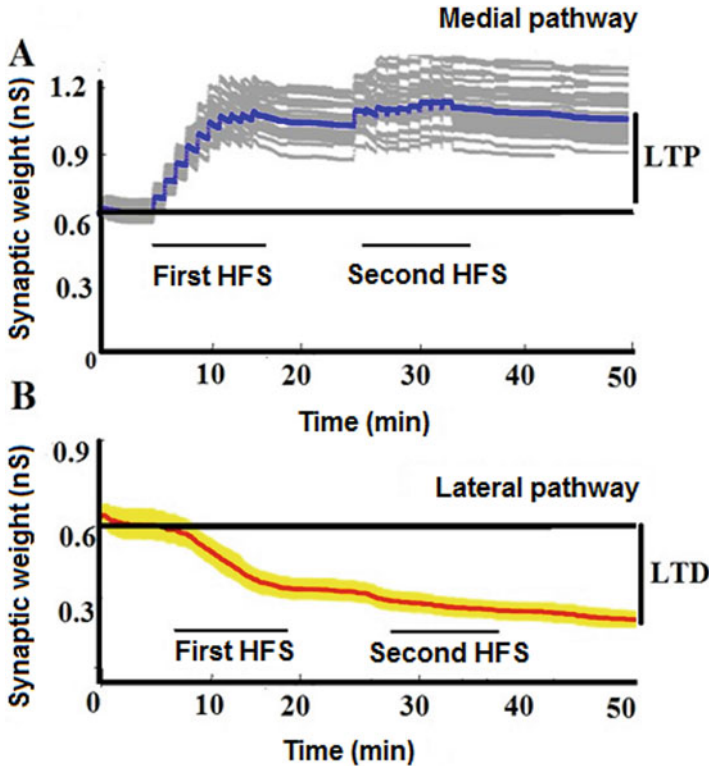 Medial pathway
A
Synaptic weight (nS)
1.2
0.9
0.6
0.3
0
LTP
First HFS
Second HFS
10
20
30
40
50
Time (min)
B
Synaptic weight (nS)
0.9
0.6
0.3
Lateral pathway
LTD
First HFS
Second HFS
0
10
20
30
40
50
Time (min)